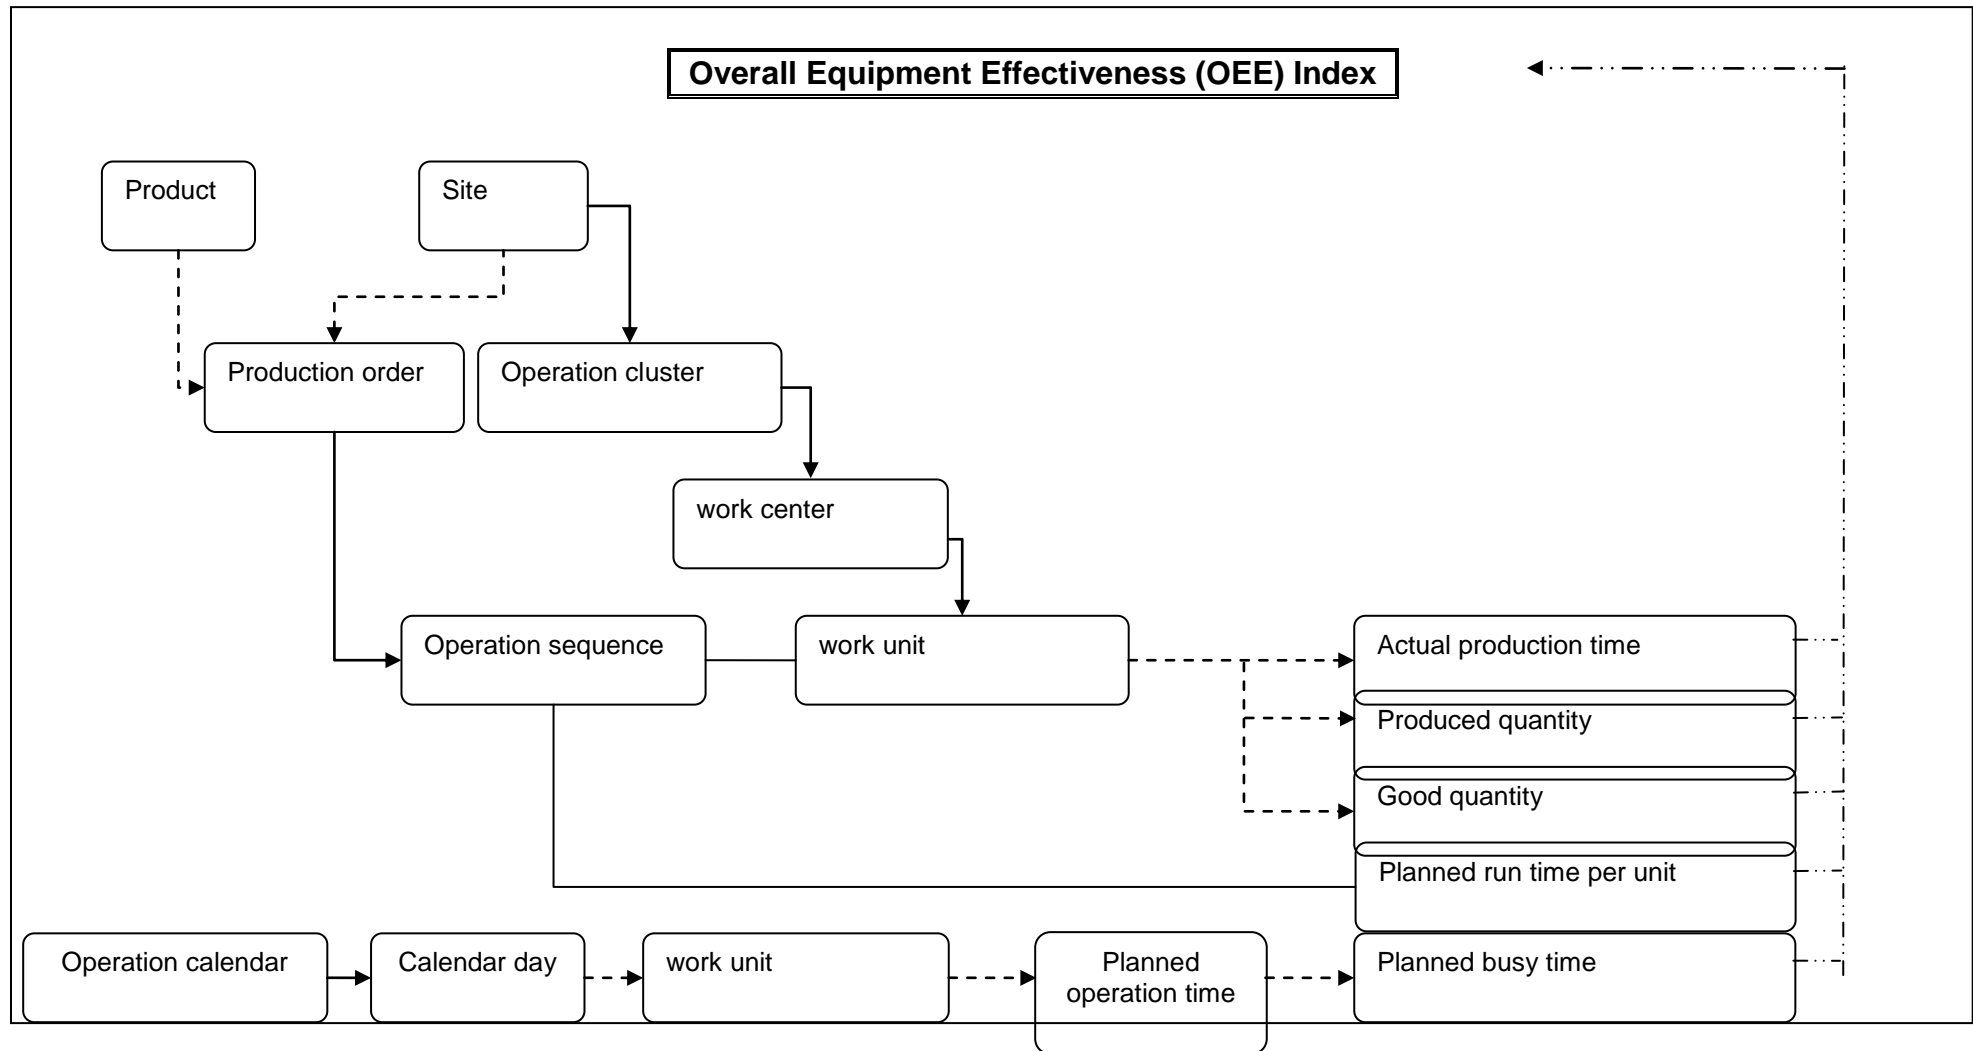 Overall Equipment Effectiveness (OEE) Index
Product
Site
Production order
Operation cluster
work center
Operation sequence
work unit
Actual production time
Produced quantity
Good quantity
Planned run time per unit
Operation calendar
Calendar day
work unit
Planned
operation time
Planned busy time